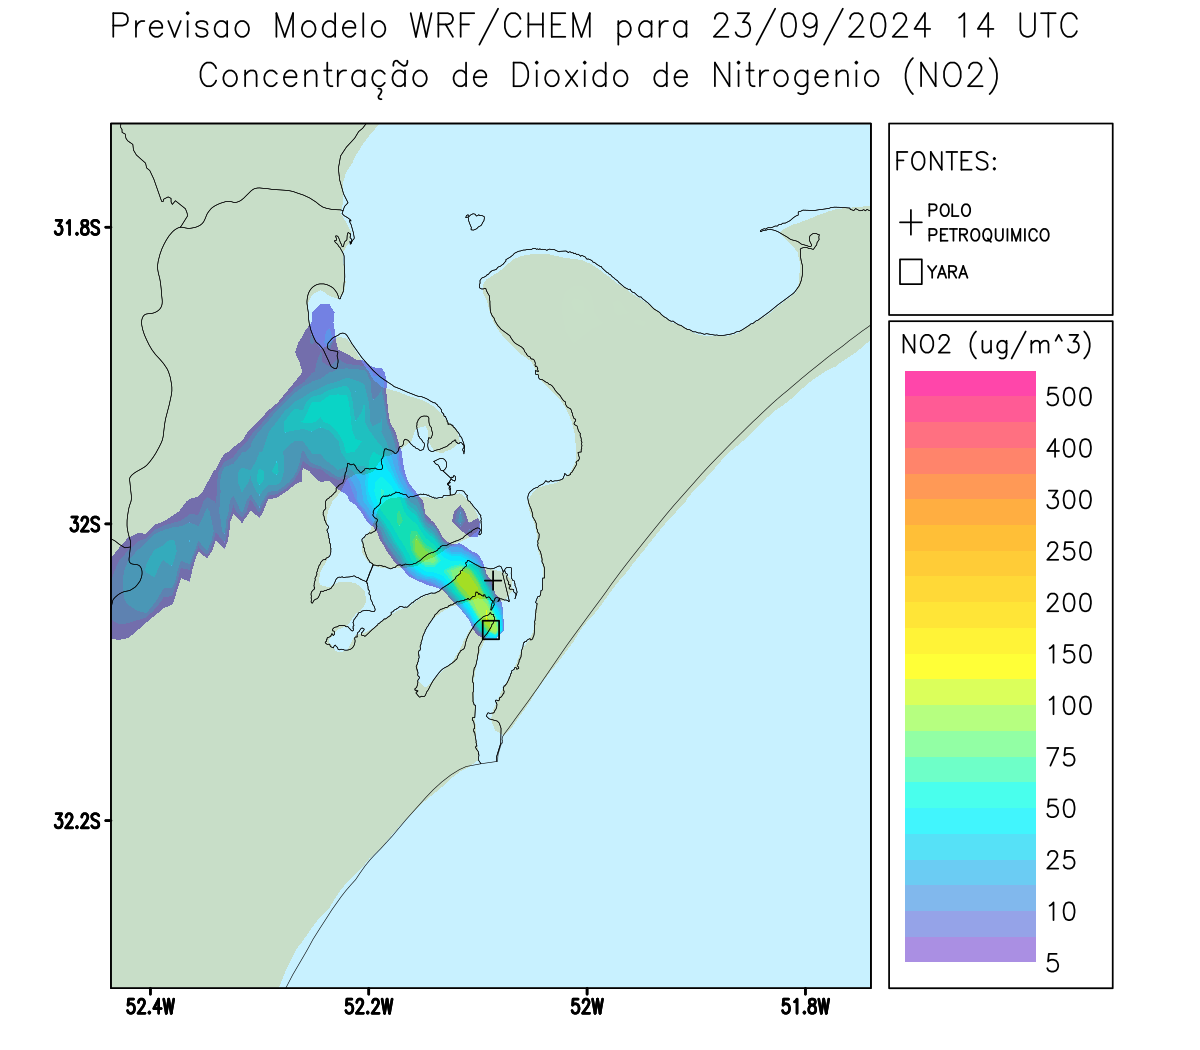 Previsao Modelo WRF/CHEM para 23/09/2024 14 UTC
Concentração de Dioxido de Nitrogenio (NO2)
FONTES:
POLO
PETROQUIMICO
YARA
NO2 (ug/m^3)
500
400
300
250
200
150
100
75
50
25
10
5
31.8S
32S
32.2S
52.4W
52.2W
52W
51.8W